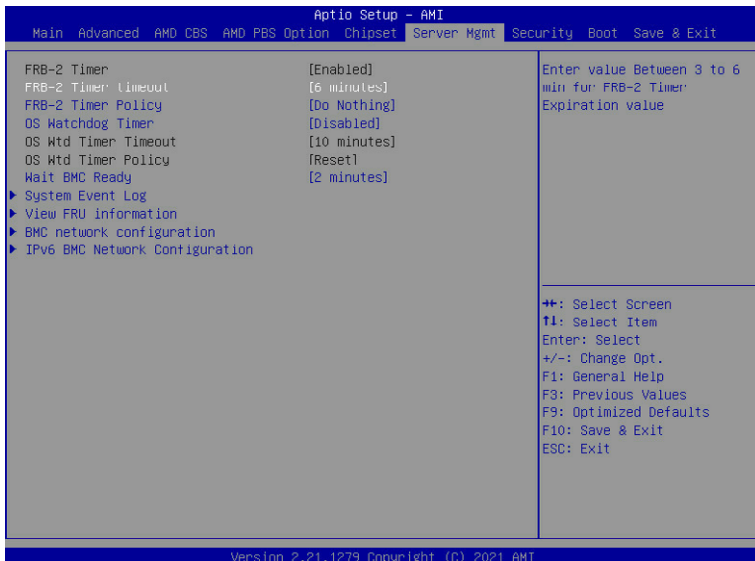 Aptio Setup - AMI
Main Advanced AMD CBS AMD PBS Option Chipset Server Mgmt Security Boot Save & Exit
FRB-2 Timer [Enabled]
FRB-2 Timer timeout [6 minutes]
FRB-2 Timer Policy [Do Nothing]
OS Watchdog Timer [Disabled]
OS Wtd Timer Timeout [10 minutes]
OS Wtd Timer Policy [Reset]
Wait BMC Ready [2 minutes]
System Event Log
View FRU information
BMC network configuration
IPv6 BMC Network Configuration
Enter value Between 3 to 6
min for FRB-2 Timer
Expiration value
→←: Select Screen
↑↓: Select Item
Enter: Select
+/-: Change Opt.
F1: General Help
F3: Previous Values
F9: Optimized Defaults
F10: Save & Exit
ESC: Exit
Version 2.21.1279 Copyright (C) 2021 AMI